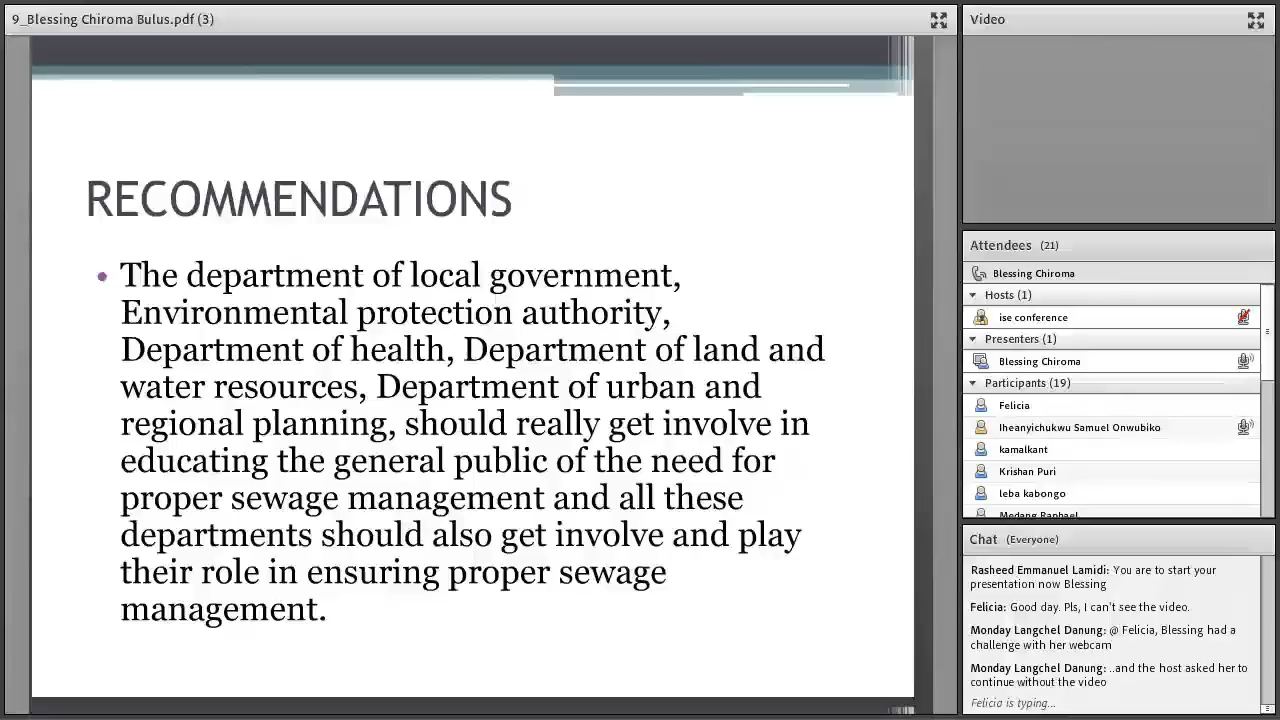 9_Blessing Chiroma Bulus.pdf (3)
RECOMMENDATIONS
• The department of local government,
Environmental protection authority,
Department of health, Department of land and
water resources, Department of urban and
regional planning, should really get involve in
educating the general public of the need for
proper sewage management and all these
departments should also get involve and play
their role in ensuring proper sewage
management.
Video
Attendees (21)
Blessing Chiroma
Hosts (1)
ise conference
Presenters (1)
Blessing Chiroma
Participants (19)
Felicia
Iheanyichukwu Samuel Onwubiko
kamalkant
Krishan Puri
leba kabongo
Medang Raphael
Chat (Everyone)
Rasheed Emmanuel Lamidi: You are to start your
presentation now Blessing
Felicia: Good day. Pls, I can't see the video.
Monday Langchel Danung: @ Felicia, Blessing had a
challenge with her webcam
Monday Langchel Danung: ..and the host asked her to
continue without the video
Felicia is typing...